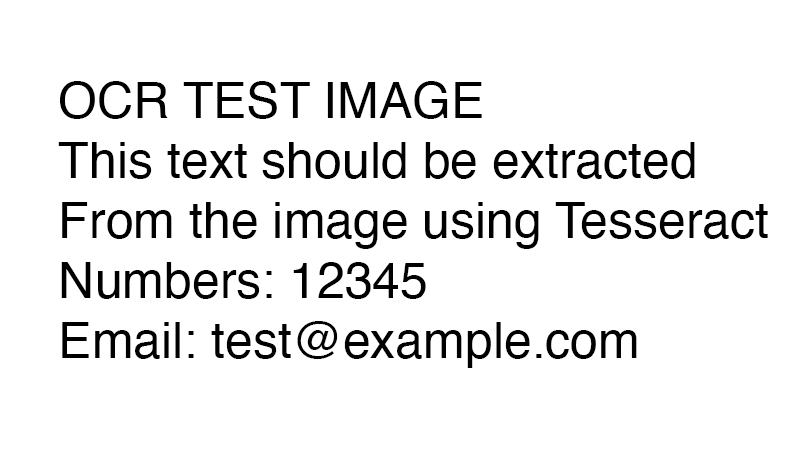 OCR TEST IMAGE
This text should be extracted
From the image using Tesseract
Numbers: 12345
Email: test@example.com